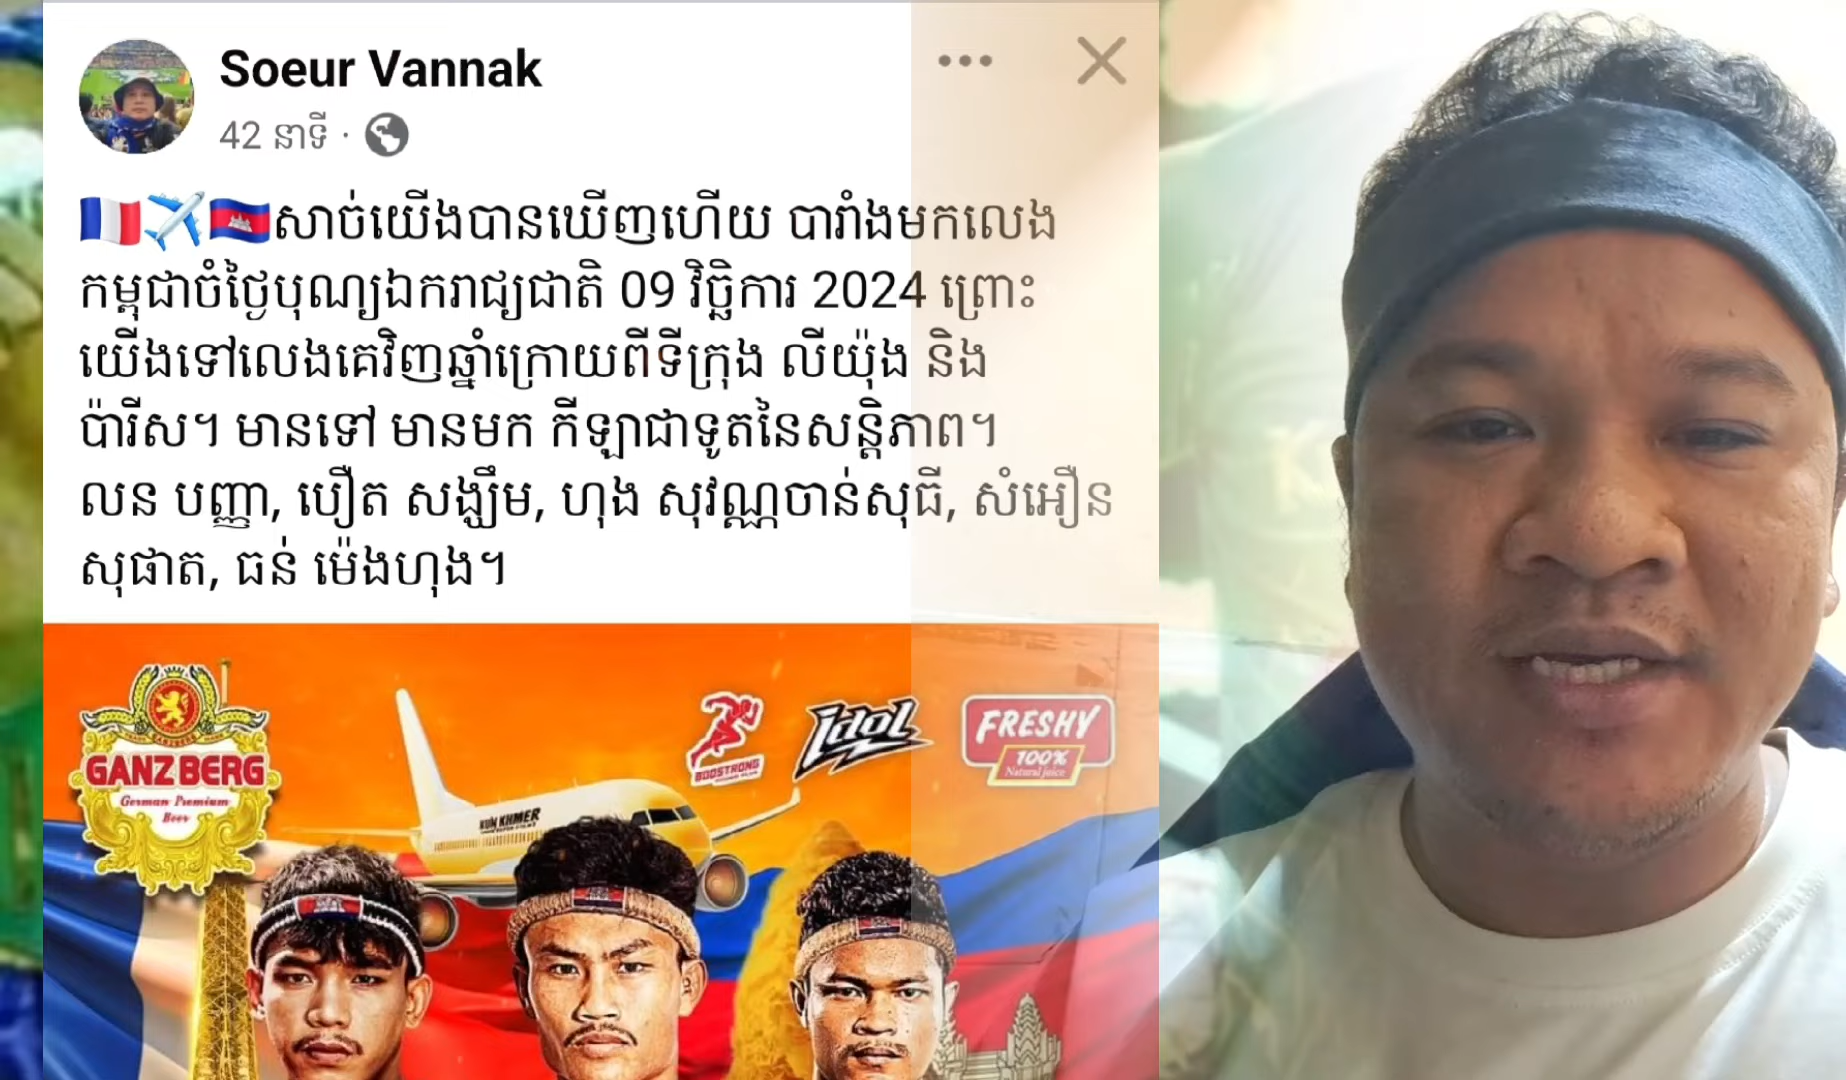 Soeur Vannak
42 នាទី ·
សាច់យើងបានឃើញហើយ បារាំងមកលេង
កម្ពុជាចំថ្ងៃបុណ្យឯករាជ្យជាតិ 09 វិច្ឆិការ 2024 ព្រោះ
យើងទៅលេងគេវិញឆ្នាំក្រោយពីទីក្រុង លីយ៉ុង និង
ប៉ារីស។ មានទៅ មានមក កីឡាជាទូតនៃសន្តិភាព។
លន បញ្ញា, បឿត សង្ឃឹម, ហុង សុវណ្ណចាន់សុធី, សំអឿន
សុផាត, ធន់ ម៉េងហុង។
GANZBERG
GANZ BERG
German Premium
Beer
BOOSTRONG
Idol
FRESHY
100%
Natural juice
KUN KHMER